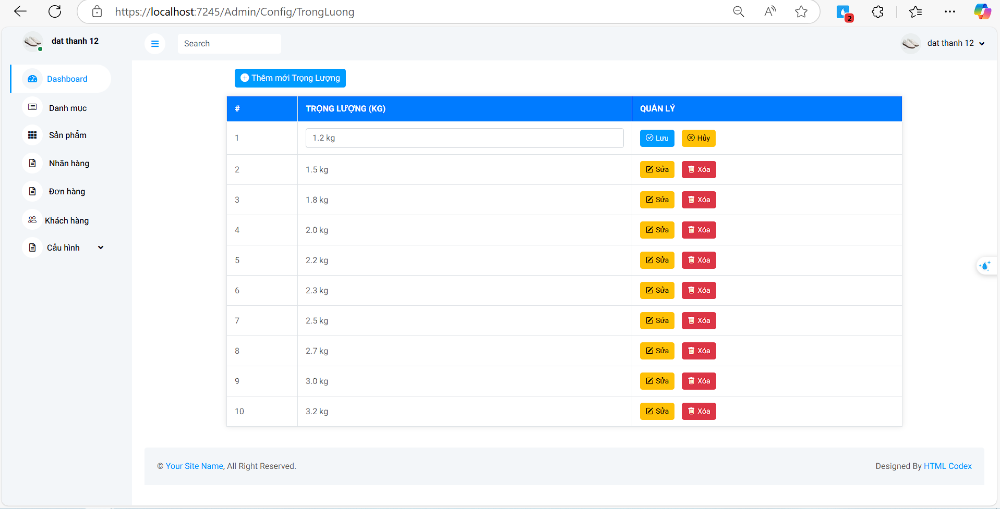 https://localhost:7245/Admin/Config/TrongLuong
2
dat thanh 12
Search
dat thanh 12
Dashboard
Danh mục
Sản phẩm
Nhãn hàng
Đơn hàng
Khách hàng
Cấu hình
Thêm mới Trọng Lượng
# TRỌNG LƯỢNG (KG) QUẢN LÝ
1 1.2 kg Lưu Hủy
2 1.5 kg Sửa Xóa
3 1.8 kg Sửa Xóa
4 2.0 kg Sửa Xóa
5 2.2 kg Sửa Xóa
6 2.3 kg Sửa Xóa
7 2.5 kg Sửa Xóa
8 2.7 kg Sửa Xóa
9 3.0 kg Sửa Xóa
10 3.2 kg Sửa Xóa
© Your Site Name, All Right Reserved.
Designed By HTML Codex